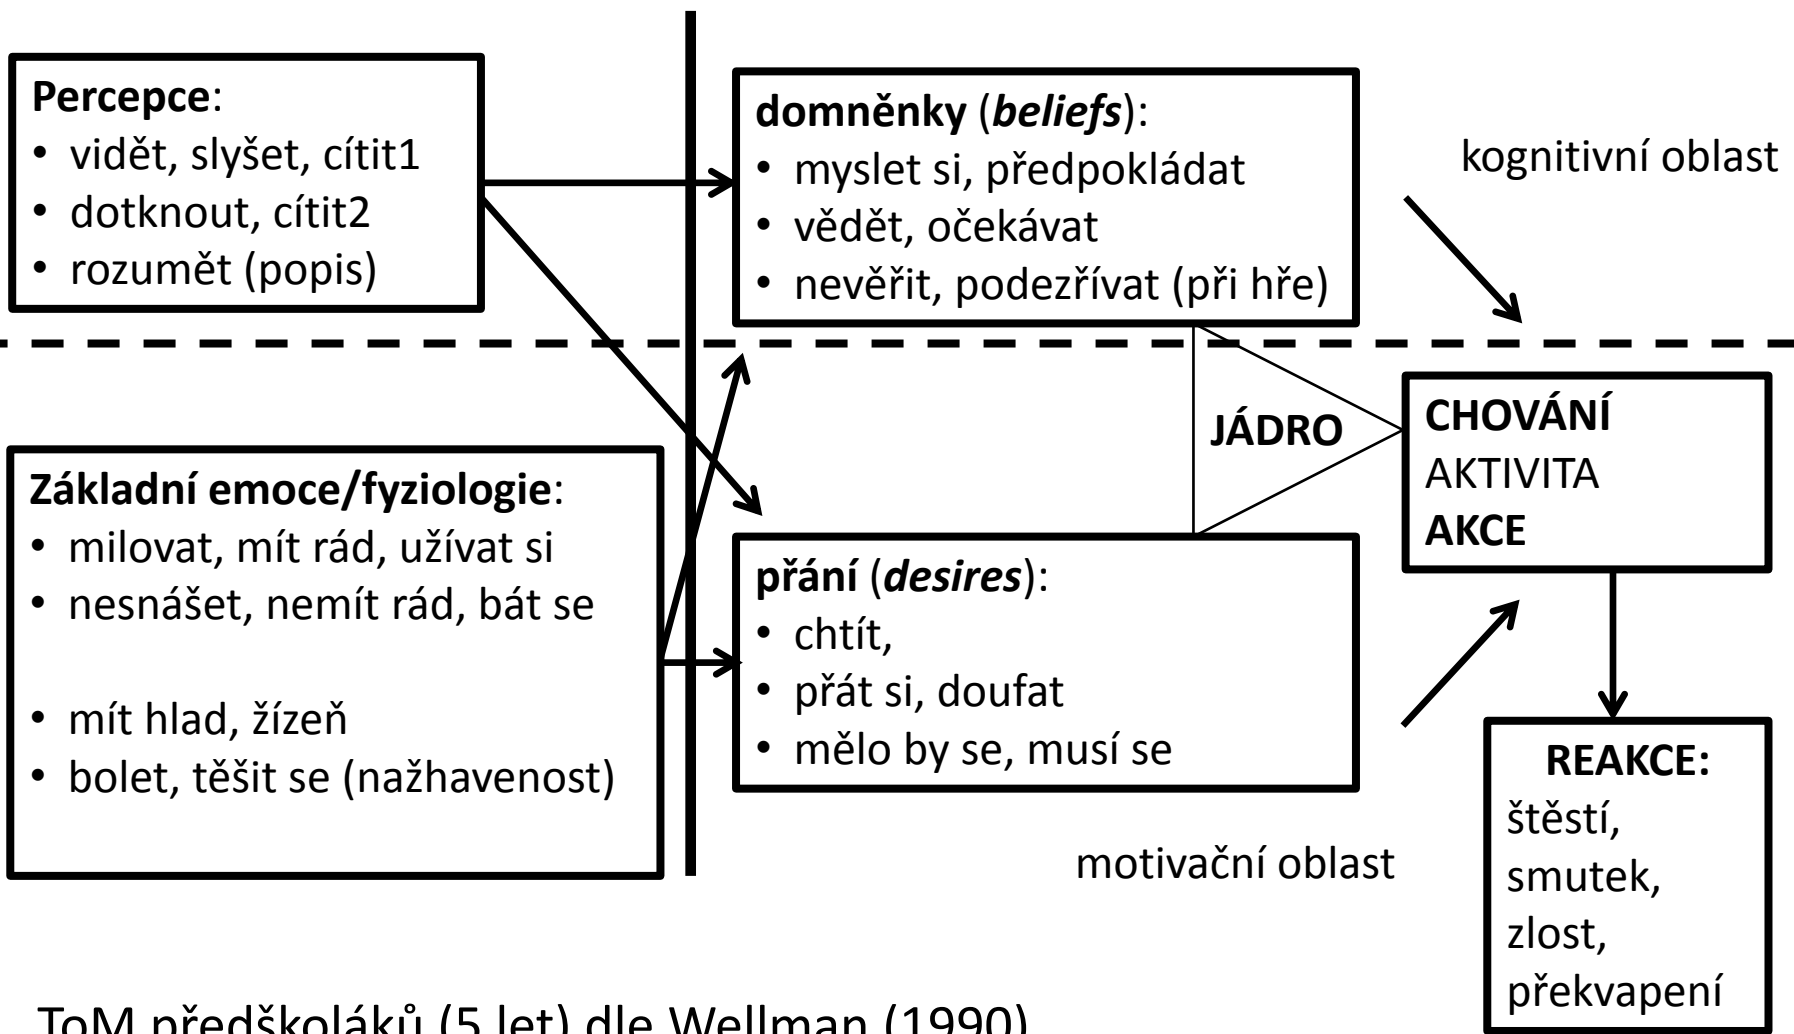 Percepce:
• vidět, slyšet, cítit1
• dotknout, cítit2
• rozumět (popis)
domněnky (beliefs):
• myslet si, předpokládat
• vědět, očekávat
• nevěřit, podezřívat (při hře)
kognitivní oblast
Základní emoce/fyziologie:
• milovat, mít rád, užívat si
• nesnášet, nemít rád, bát se
• mít hlad, žízeň
• bolet, těšit se (nažhavenost)
JÁDRO
CHOVÁNÍ
AKTIVITA
AKCE
přání (desires):
• chtít,
• přát si, doufat
• mělo by se, musí se
motivační oblast
REAKCE:
štěstí,
smutek,
zlost,
překvapení
ToM předškoláků (5 let) dle Wellman (1990)